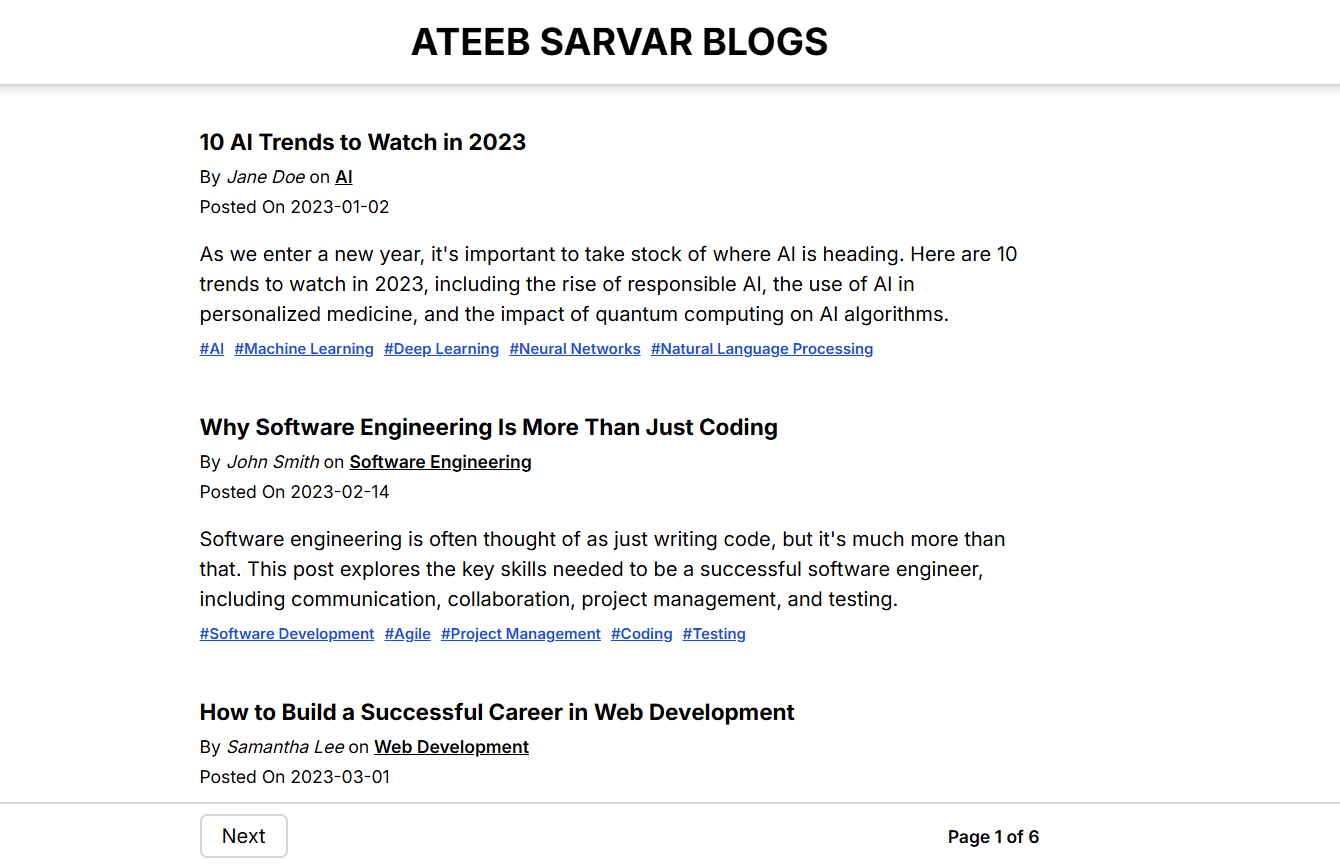 ATEEB SARVAR BLOGS
10 AI Trends to Watch in 2023
By Jane Doe on AI
Posted On 2023-01-02
As we enter a new year, it's important to take stock of where AI is heading. Here are 10
trends to watch in 2023, including the rise of responsible AI, the use of AI in
personalized medicine, and the impact of quantum computing on AI algorithms.
#AI #Machine Learning #Deep Learning #Neural Networks #Natural Language Processing
Why Software Engineering Is More Than Just Coding
By John Smith on Software Engineering
Posted On 2023-02-14
Software engineering is often thought of as just writing code, but it's much more than
that. This post explores the key skills needed to be a successful software engineer,
including communication, collaboration, project management, and testing.
#Software Development #Agile #Project Management #Coding #Testing
How to Build a Successful Career in Web Development
By Samantha Lee on Web Development
Posted On 2023-03-01
Next
Page 1 of 6